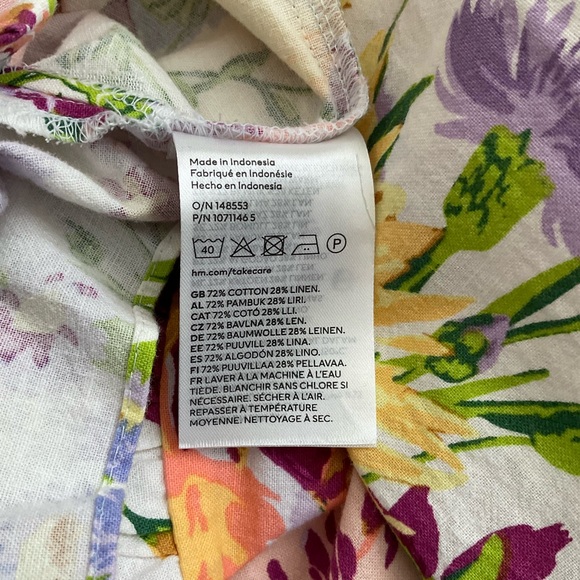 Made in Indonesia
Fabriqué en Indonésie
Hecho en Indonesia
O/N 148553
P/N 1071146 5
40 P
hm.com/takecare
GB 72% COTTON 28% LINEN.
AL 72% PAMBUK 28% LIRI.
CAT 72% COTÓ 28% LLI.
CZ 72% BAVLNA 28% LEN.
DE 72% BAUMWOLLE 28% LEINEN.
EE 72% PUUVILL 28% LINA.
ES 72% ALGODÓN 28% LINO.
FI 72% PUUVILLAA 28% PELLAVAA.
FR LAVER À LA MACHINE À L'EAU
TIÈDE. BLANCHIR SANS CHLORE SI
NÉCESSAIRE. SÉCHER À L'AIR.
REPASSER À TEMPÉRATURE
MOYENNE. NETTOYAGE À SEC.